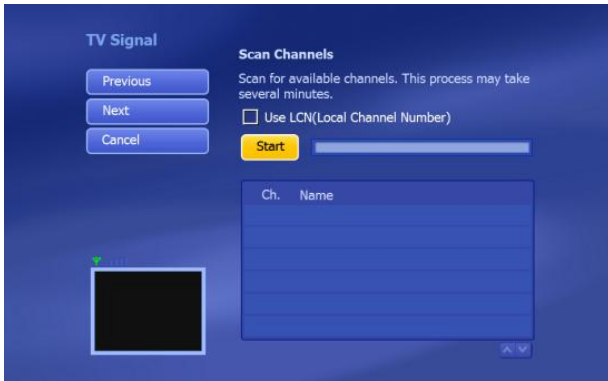 TV Signal
Previous
Next
Cancel
Scan Channels
Scan for available channels. This process may take
several minutes.
Use LCN(Local Channel Number)
Start
Ch. Name